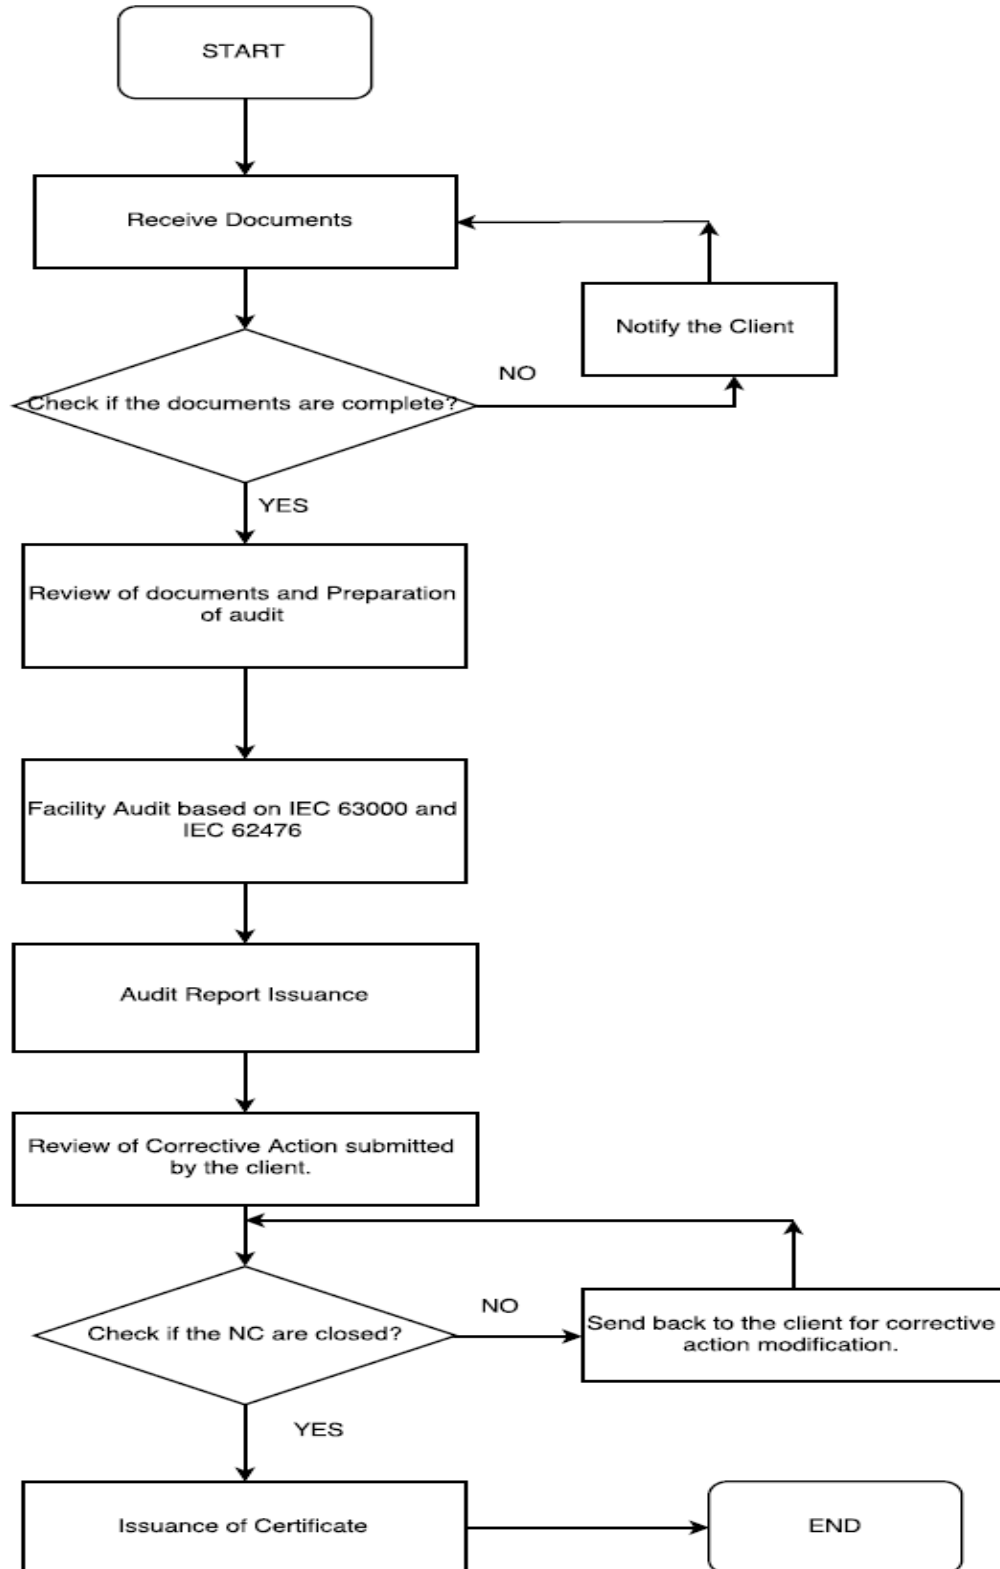 START
Receive Documents
Notify the Client
NO
Check if the documents are complete?
YES
Review of documents and Preparation
of audit
Facility Audit based on IEC 63000 and
IEC 62476
Audit Report Issuance
Review of Corrective Action submitted
by the client.
NO
Check if the NC are closed?
Send back to the client for corrective
action modification.
YES
Issuance of Certificate
END